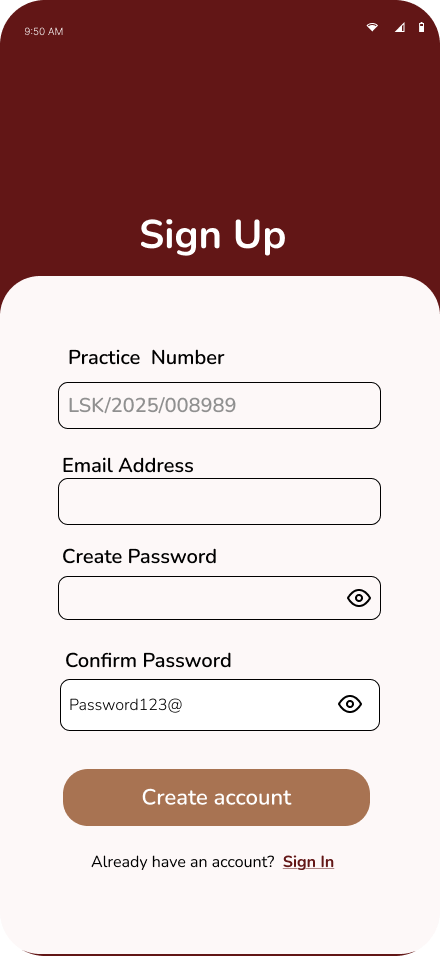 9:50 AM
Sign Up
Practice Number
LSK/2025/008989
Email Address
Create Password
Confirm Password
Password123@
Create account
Already have an account? Sign In